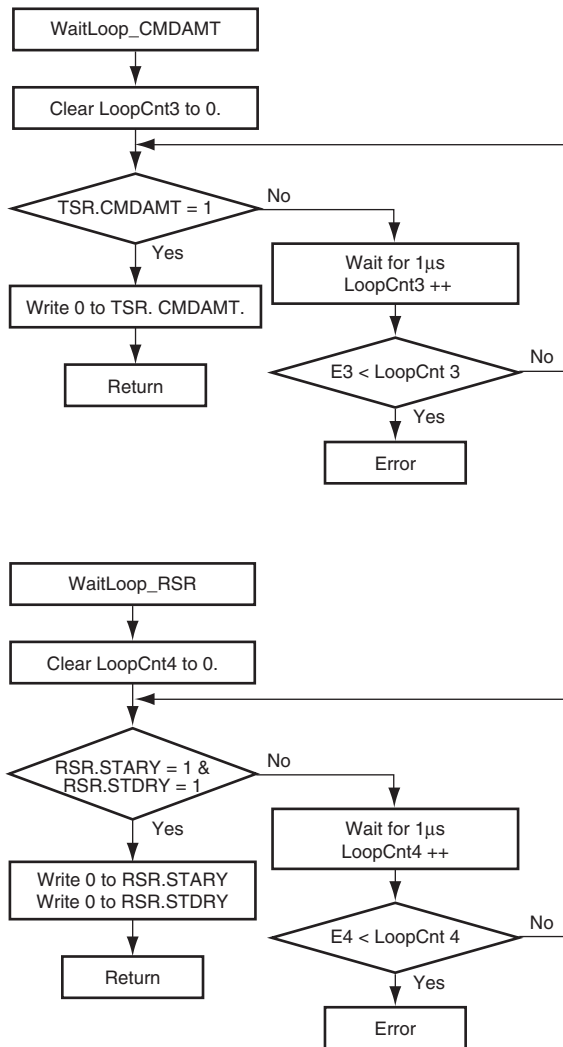 WaitLoop_CMDAMT
Clear LoopCnt3 to 0.
TSR.CMDAMT = 1
No
Yes
Wait for 1μs
LoopCnt3 ++
Write 0 to TSR. CMDAMT.
Return
E3 < LoopCnt 3
No
Yes
Error
WaitLoop_RSR
Clear LoopCnt4 to 0.
RSR.STARY = 1 &
RSR.STDRY = 1
No
Yes
Wait for 1μs
LoopCnt4 ++
Write 0 to RSR.STARY
Write 0 to RSR.STDRY
Return
E4 < LoopCnt 4
No
Yes
Error